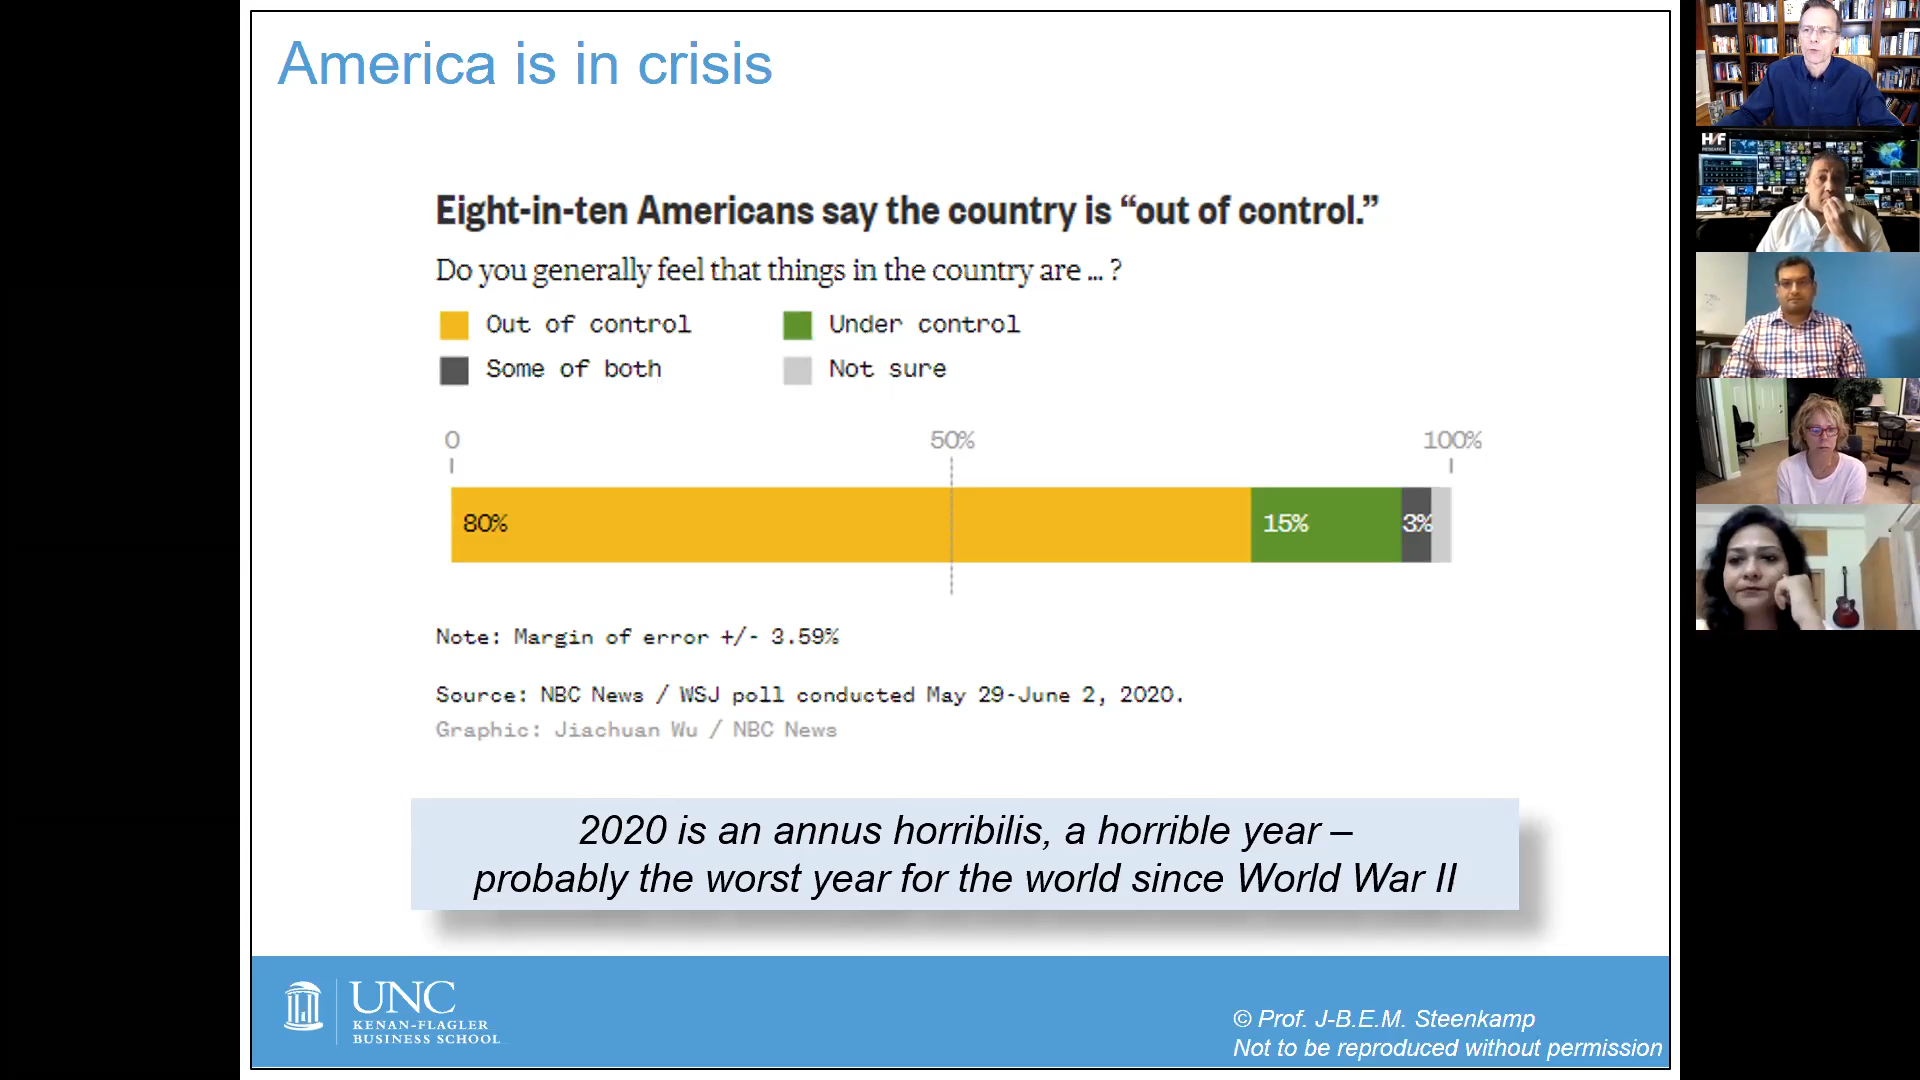 America is in crisis
Eight-in-ten Americans say the country is “out of control.”
Do you generally feel that things in the country are ... ?
Out of control
Under control
Some of both
Not sure
0
50%
100%
80%
15%
3%
Note: Margin of error +/- 3.59%
Source: NBC News / WSJ poll conducted May 29-June 2, 2020.
Graphic: Jiachuan Wu / NBC News
2020 is an annus horribilis, a horrible year –
probably the worst year for the world since World War II
UNC
KENAN-FLAGLER
BUSINESS SCHOOL
© Prof. J-B.E.M. Steenkamp
Not to be reproduced without permission
HF
RESEARCH